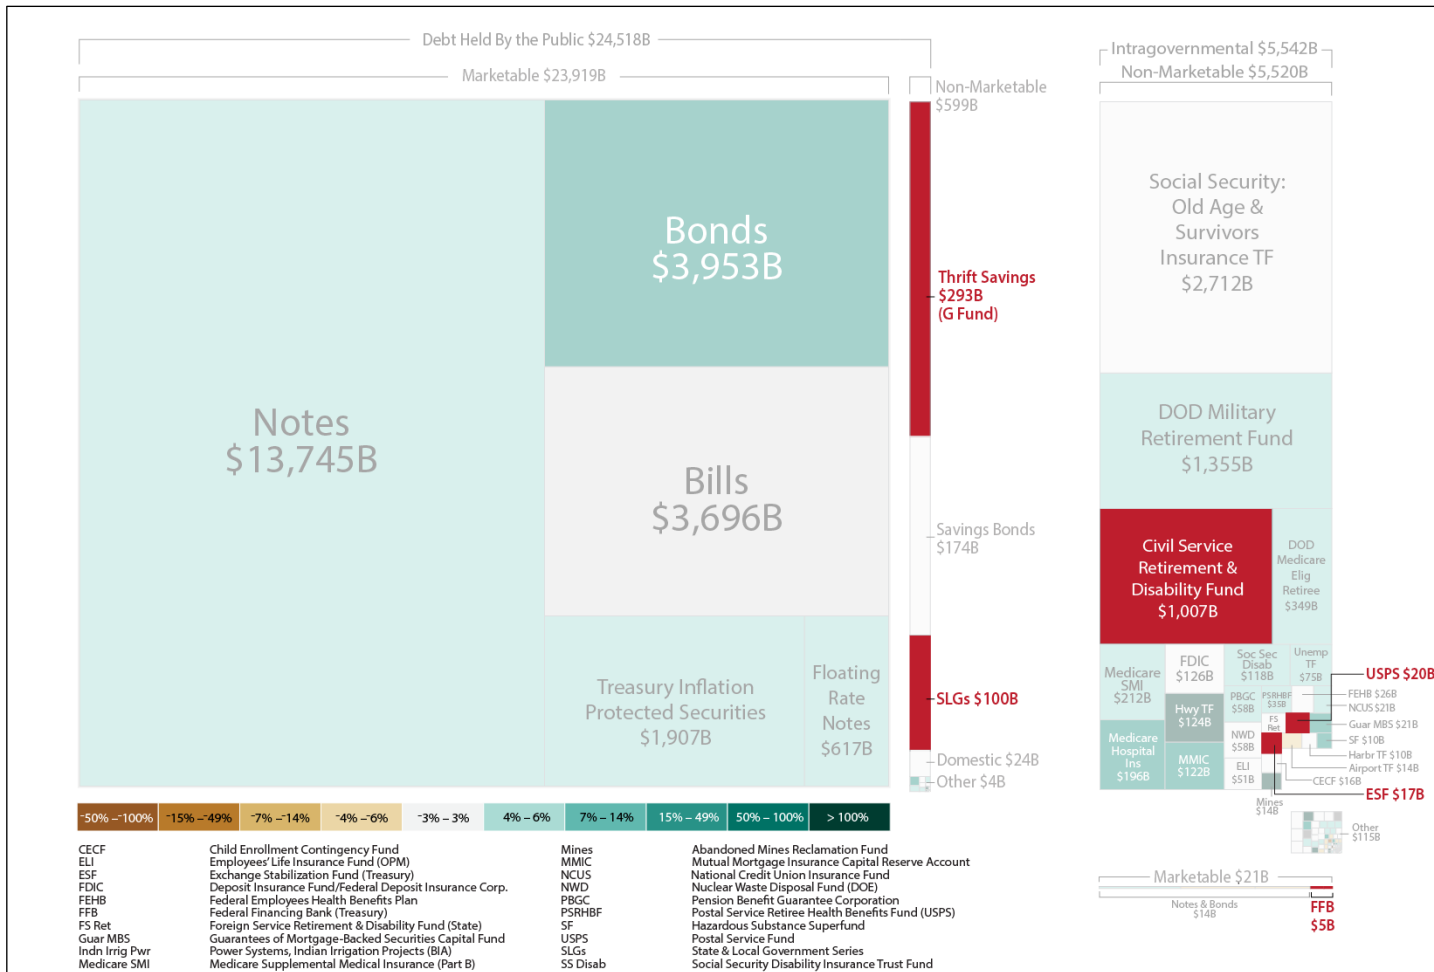 Debt Held By the Public $24,518B
Marketable $23,919B
Non-Marketable
$599B
Notes
$13,745B
Bonds
$3,953B
Bills
$3,696B
Treasury Inflation
Protected Securities
$1,907B
Floating
Rate
Notes
$617B
Thrift Savings
$293B
(G Fund)
Savings Bonds
$174B
SLGs $100B
Domestic $24B
Other $4B
Intragovernmental $5,542B
Non-Marketable $5,520B
Social Security:
Old Age &
Survivors
Insurance TF
$2,712B
DOD Military
Retirement Fund
$1,355B
Civil Service
Retirement &
Disability Fund
$1,007B
DOD
Medicare
Elig
Retiree
$349B
Medicare
SMI
$212B
FDIC
$126B
Soc Sec
Disab
$118B
Unemp
TF
$75B
Medicare
Hospital
Ins
$196B
Hwy TF
$124B
MMIC
$122B
PBGC
$58B
PSRHBF
$35B
NWD
$58B
FS
Ret
ELI
$51B
Mines
$14B
USPS $20B
FEHB $26B
NCUS $21B
Guar MBS $21B
SF $10B
Harbr TF $10B
Airport TF $14B
CECF $16B
ESF $17B
Other
$115B
Marketable $21B
Notes & Bonds
$14B
FFB
$5B
-50% – -100%
-15% – -49%
-7% – -14%
-4% – -6%
-3% – 3%
4% – 6%
7% – 14%
15% – 49%
50% – 100%
> 100%
CECF Child Enrollment Contingency Fund
ELI Employees' Life Insurance Fund (OPM)
ESF Exchange Stabilization Fund (Treasury)
FDIC Deposit Insurance Fund/Federal Deposit Insurance Corp.
FEHB Federal Employees Health Benefits Plan
FFB Federal Financing Bank (Treasury)
FS Ret Foreign Service Retirement & Disability Fund (State)
Guar MBS Guarantees of Mortgage-Backed Securities Capital Fund
Indn Irrig Pwr Power Systems, Indian Irrigation Projects (BIA)
Medicare SMI Medicare Supplemental Medical Insurance (Part B)
Mines Abandoned Mines Reclamation Fund
MMIC Mutual Mortgage Insurance Capital Reserve Account
NCUS National Credit Union Insurance Fund
NWD Nuclear Waste Disposal Fund (DOE)
PBGC Pension Benefit Guarantee Corporation
PSRHBF Postal Service Retiree Health Benefits Fund (USPS)
SF Hazardous Substance Superfund
USPS Postal Service Fund
SLGs State & Local Government Series
SS Disab Social Security Disability Insurance Trust Fund